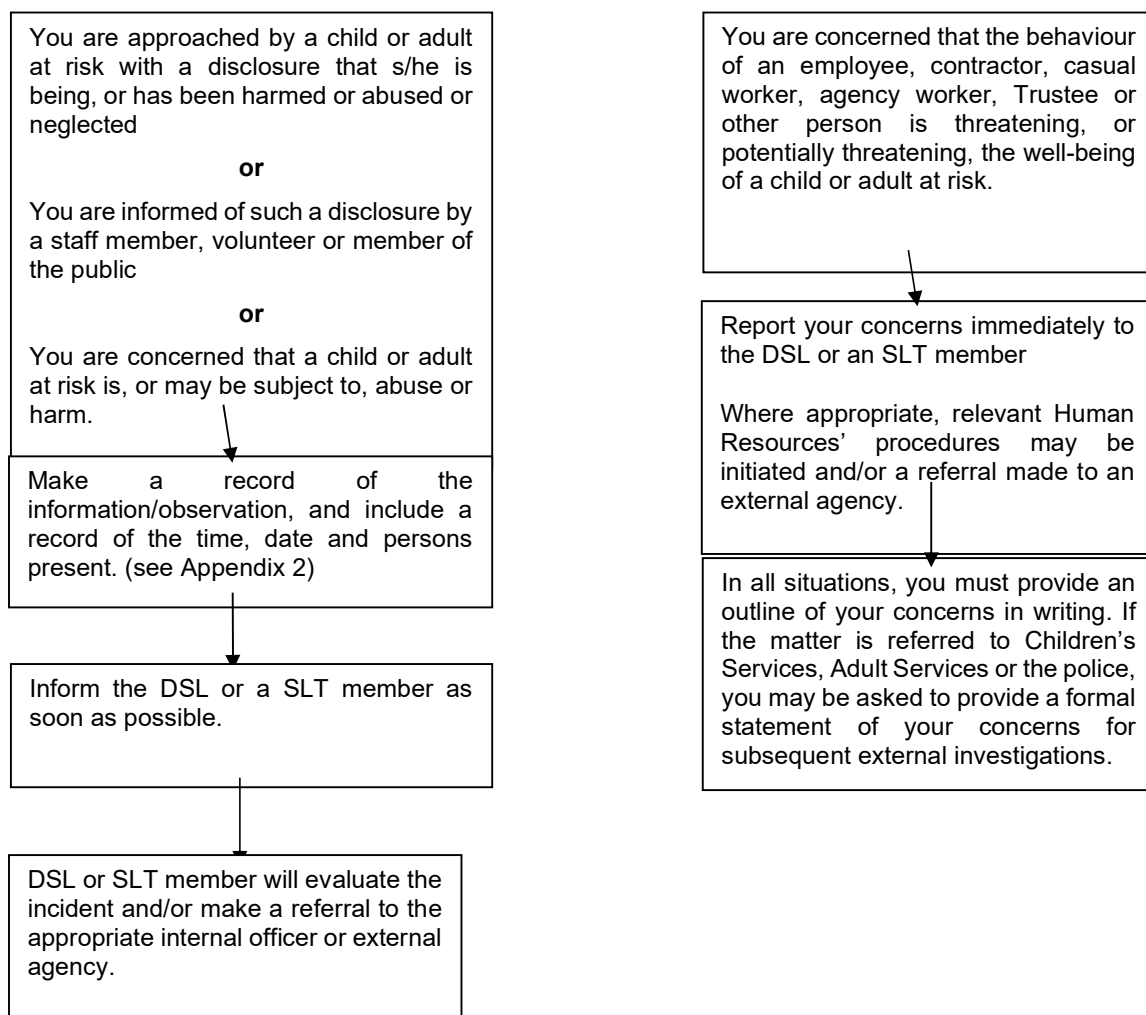 You are approached by a child or adult
at risk with a disclosure that s/he is
being, or has been harmed or abused or
neglected
or
You are informed of such a disclosure by
a staff member, volunteer or member of
the public
or
You are concerned that a child or adult
at risk is, or may be subject to, abuse or
harm.
Make a record of the
information/observation, and include a
record of the time, date and persons
present. (see Appendix 2)
Inform the DSL or a SLT member as
soon as possible.
DSL or SLT member will evaluate the
incident and/or make a referral to the
appropriate internal officer or external
agency.
You are concerned that the behaviour
of an employee, contractor, casual
worker, agency worker, Trustee or
other person is threatening, or
potentially threatening, the well-being
of a child or adult at risk.
Report your concerns immediately to
the DSL or an SLT member
Where appropriate, relevant Human
Resources’ procedures may be
initiated and/or a referral made to an
external agency.
In all situations, you must provide an
outline of your concerns in writing. If
the matter is referred to Children’s
Services, Adult Services or the police,
you may be asked to provide a formal
statement of your concerns for
subsequent external investigations.